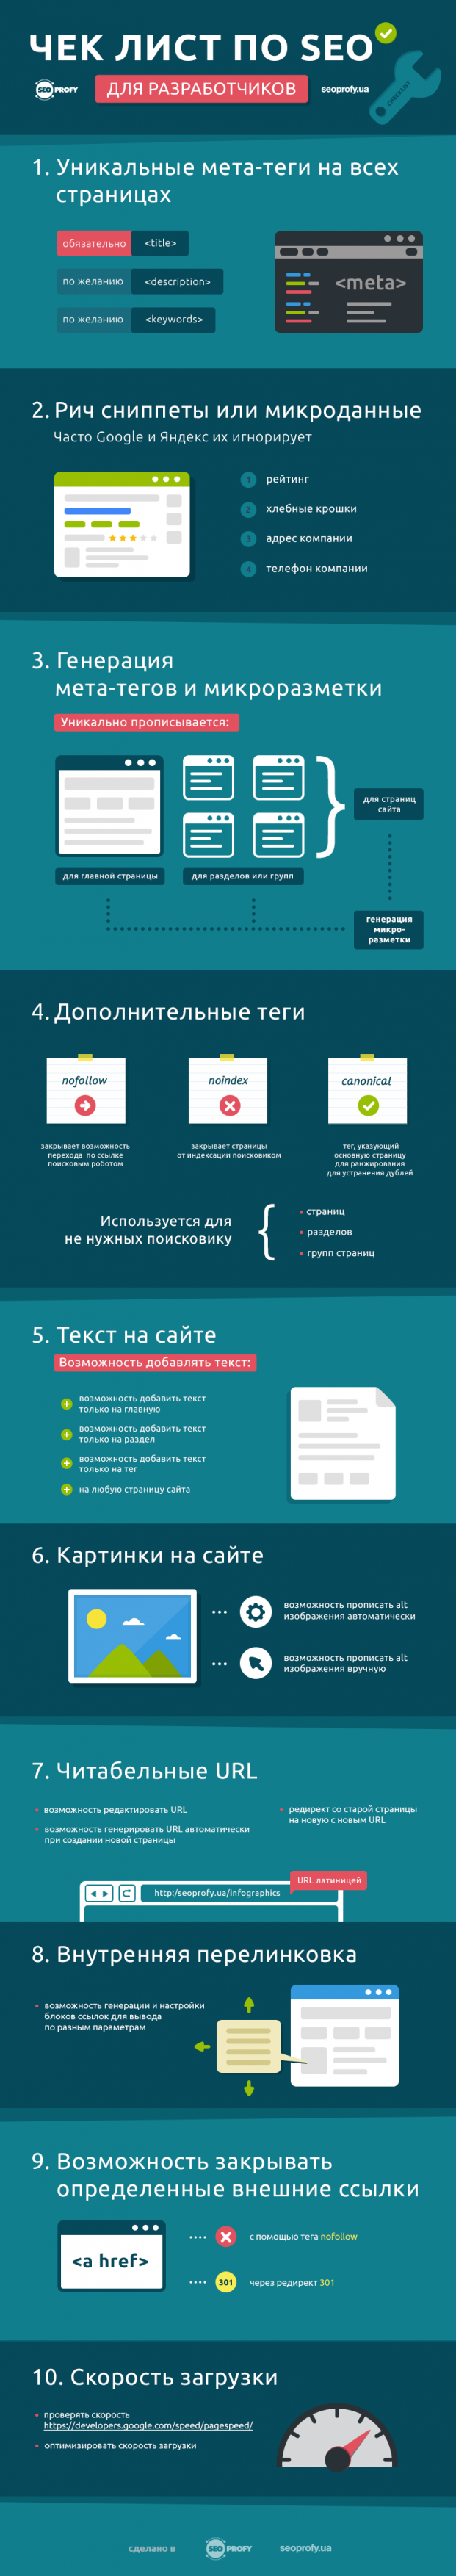 ЧЕК ЛИСТ ПО SEO
SEO PROFY
ДЛЯ РАЗРАБОТЧИКОВ
seoprofy.ua
CHECKLIST
1. Уникальные мета-теги на всех
страницах
обязательно <title>
по желанию <description>
по желанию <keywords>
<meta>
2. Рич сниппеты или микроданные
Часто Google и Яндекс их игнорирует
1 рейтинг
2 хлебные крошки
3 адрес компании
4 телефон компании
3. Генерация
мета-тегов и микроразметки
Уникально прописывается:
для страниц
сайта
для главной страницы
для разделов или групп
генерация
микро-
разметки
4. Дополнительные теги
nofollow
noindex
canonical
закрывает возможность
перехода по ссылке
поисковым роботом
закрывает страницы
от индексации поисковиком
тег, указующий
основную страницу
для ранжирования
для устранения дублей
Используется для
не нужных поисковику
страниц
разделов
групп страниц
5. Текст на сайте
Возможность добавлять текст:
возможность добавить текст
только на главную
возможность добавить текст
только на раздел
возможность добавить текст
только на тег
на любую страницу сайта
6. Картинки на сайте
возможность прописать alt
изображения автоматически
возможность прописать alt
изображения вручную
7. Читабельные URL
возможность редактировать URL
возможность генерировать URL автоматически
при создании новой страницы
редирект со старой страницы
на новую с новым URL
URL латиницей
http:/seoprofy.ua/infographics
8. Внутренняя перелинковка
возможность генерации и настройки
блоков ссылок для вывода
по разным параметрам
9. Возможность закрывать
определенные внешние ссылки
<a href>
с помощью тега nofollow
301 через редирект 301
10. Скорость загрузки
проверять скорость
https://developers.google.com/speed/pagespeed/
оптимизировать скорость загрузки
сделано в
SEO PROFY
seoprofy.ua